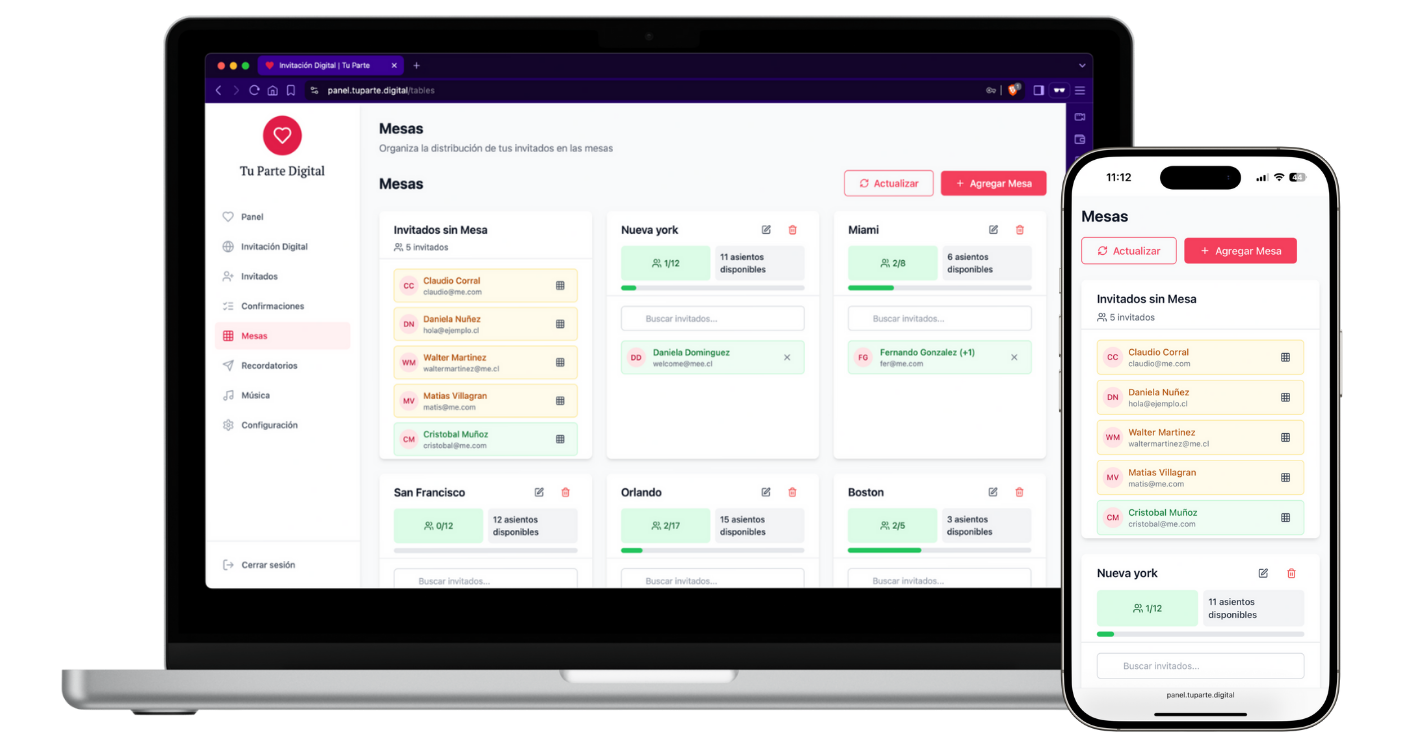 Invitación Digital | Tu Parte
panel.tuparte.digital/tables
Tu Parte Digital
Panel
Invitación Digital
Invitados
Confirmaciones
Mesas
Recordatorios
Música
Configuración
Cerrar sesión
Mesas
Organiza la distribución de tus invitados en las mesas
Mesas
Actualizar
+ Agregar Mesa
Invitados sin Mesa
5 invitados
CC
Claudio Corral
claudio@me.com
DN
Daniela Nuñez
hola@ejemplo.cl
WM
Walter Martinez
waltermartinez@me.cl
MV
Matias Villagran
matis@me.com
CM
Cristobal Muñoz
cristobal@me.com
Nueva york
1/12
11 asientos
disponibles
Buscar invitados...
DD
Daniela Dominguez
welcome@mee.cl
Miami
2/8
6 asientos
disponibles
Buscar invitados...
FG
Fernando Gonzalez (+1)
fer@me.com
San Francisco
0/12
12 asientos
disponibles
Buscar invitados...
Orlando
2/17
15 asientos
disponibles
Buscar invitados...
Boston
2/5
3 asientos
disponibles
Buscar invitados...
11:12
Mesas
Actualizar
+ Agregar Mesa
Invitados sin Mesa
5 invitados
CC
Claudio Corral
claudio@me.com
DN
Daniela Nuñez
hola@ejemplo.cl
WM
Walter Martinez
waltermartinez@me.cl
MV
Matias Villagran
matis@me.com
CM
Cristobal Muñoz
cristobal@me.com
Nueva york
1/12
11 asientos
disponibles
Buscar invitados...
panel.tuparte.digital